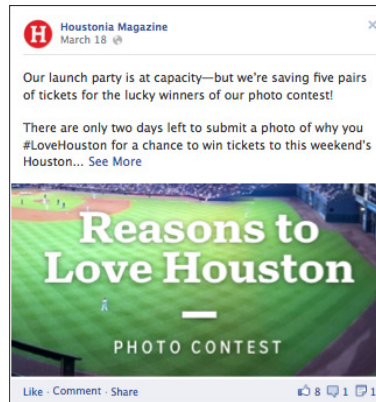 H
Houstonia Magazine
March 18
Our launch party is at capacity—but we're saving five pairs
of tickets for the lucky winners of our photo contest!
There are only two days left to submit a photo of why you
#LoveHouston for a chance to win tickets to this weekend's
Houston... See More
Reasons to
Love Houston
PHOTO CONTEST
Like · Comment · Share 8 1 1